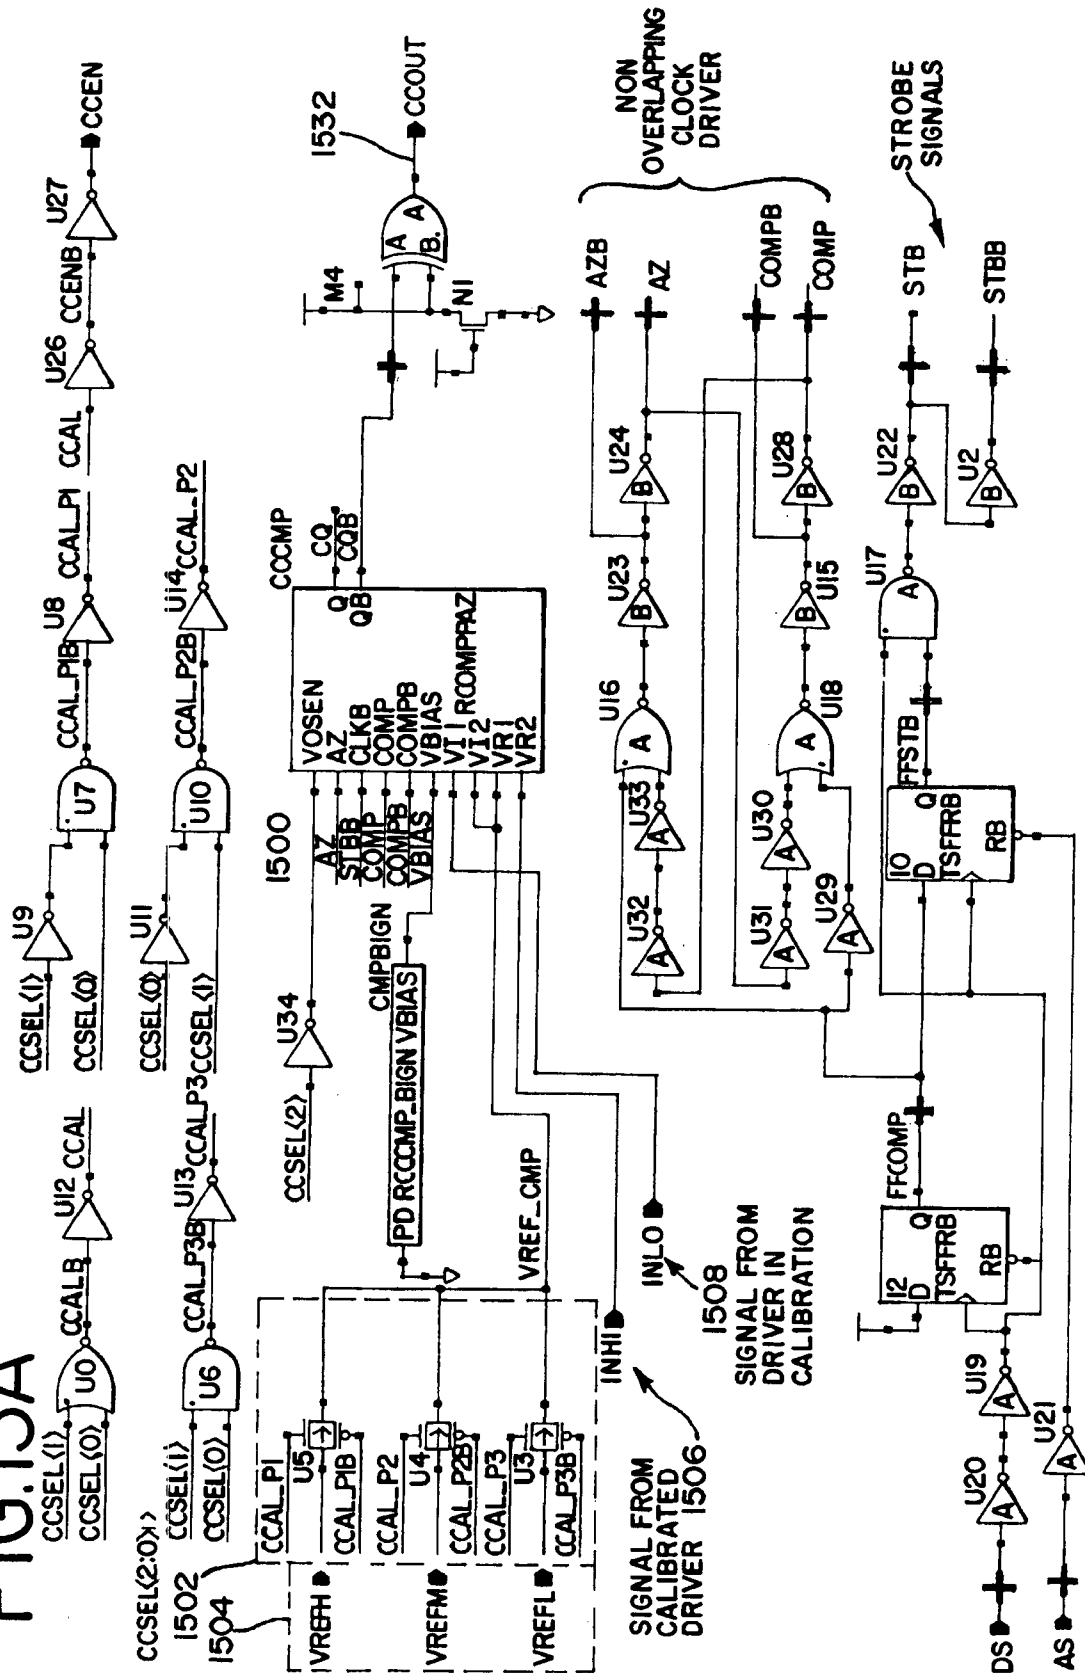 FIG.15A
CCSEL⟨1⟩
CCSEL⟨0⟩
U0
CCALB
U12
CCAL
CCSEL⟨1⟩
CCSEL⟨0⟩
U9
U7
CCAL_P1B
U8
CCAL_P1
CCAL
U26
CCENB
U27
CCEN
CCSEL⟨2:0⟩
CCSEL⟨1⟩
CCSEL⟨0⟩
U6
CCAL_P3B
U13
CCAL_P3
CCSEL⟨0⟩
CCSEL⟨1⟩
U11
U10
CCAL_P2B
U14
CCAL_P2
1502
1504
VREFH
VREFM
VREFL
CCAL_P1
U5
CCAL_P1B
CCAL_P2
U4
CCAL_P2B
CCAL_P3
U3
CCAL_P3B
VREF_CMP
CCSEL⟨2⟩
U34
PD RCCCMP_BIGN VBIAS
CMPBIGN
1500
AZ
STBB
COMP
COMPB
VBIAS
CCCMP
VOSEN
AZ
CLKB
COMP
COMPB
VBIAS
VI1
VI2
VR1
VR2
RCOMPPAZ
Q
QB
CQ
CQB
M4
N1
A
B.
A
1532
CCOUT
INHI
SIGNAL FROM
CALIBRATED
DRIVER 1506
INLO
1508
SIGNAL FROM
DRIVER IN
CALIBRATION
U32
A
U33
A
U16
A
U23
B
U24
B
AZB
AZ
U31
A
U30
A
U29
A
U18
A
U15
B
U28
B
COMPB
COMP
NON
OVERLAPPING
CLOCK
DRIVER
DS
AS
U20
A
U19
A
U21
A
12
D
Q
TSFFRB
RB
FFCOMP
10
D
Q
TSFFRB
RB
FFSTB
U17
A
U22
B
U2
B
STB
STBB
STROBE
SIGNALS